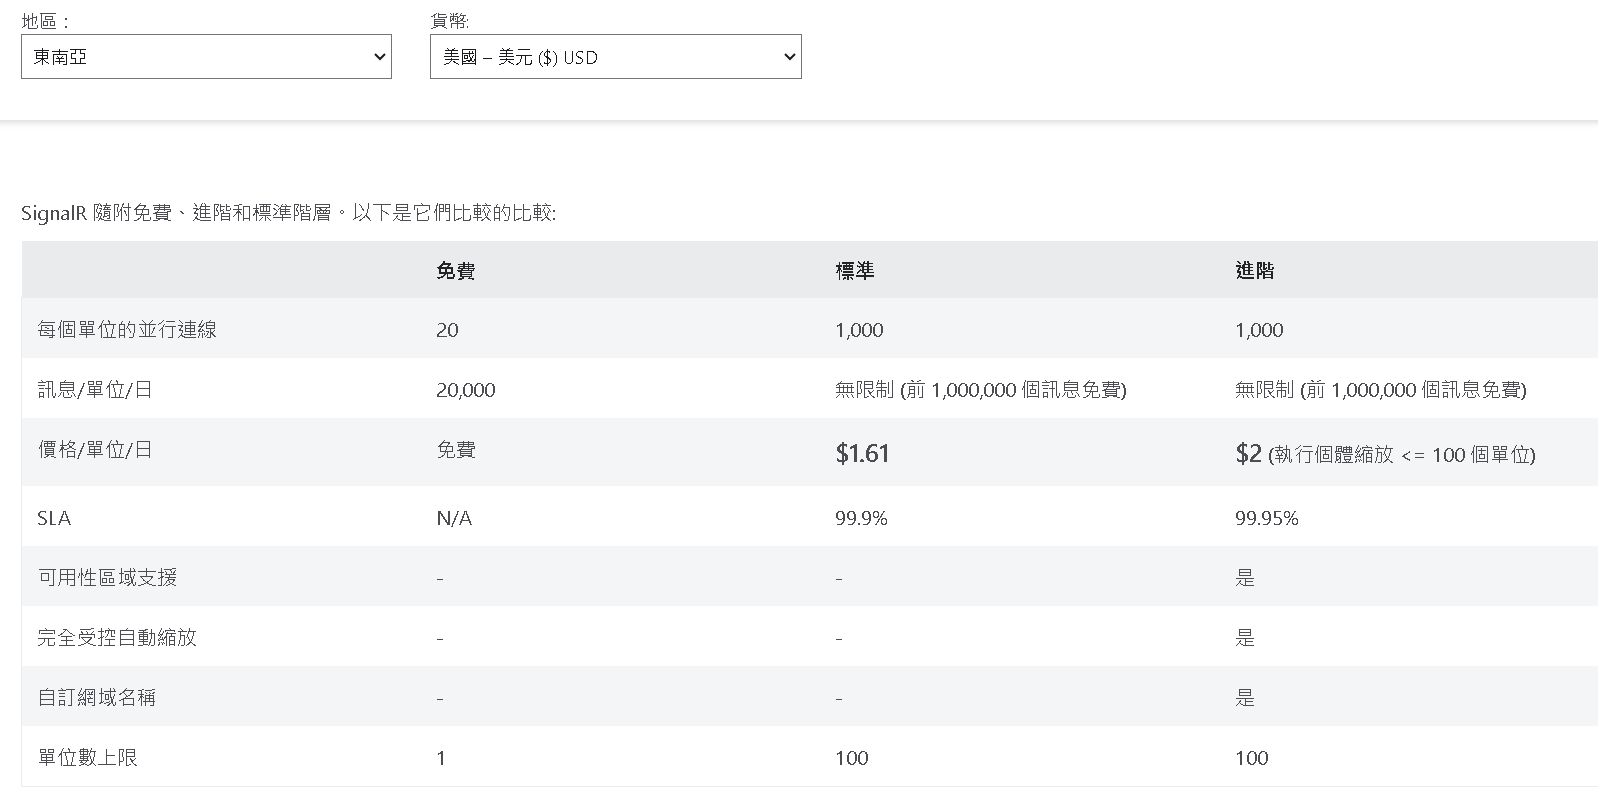 地區：
貨幣:
東南亞
美國 – 美元 ($) USD
SignalR 隨附免費、進階和標準階層。以下是它們比較的比較:
免費 標準 進階
每個單位的並行連線 20 1,000 1,000
訊息/單位/日 20,000 無限制 (前 1,000,000 個訊息免費) 無限制 (前 1,000,000 個訊息免費)
價格/單位/日 免費 $1.61 $2 (執行個體縮放 <= 100 個單位)
SLA N/A 99.9% 99.95%
可用性區域支援 - - 是
完全受控自動縮放 - - 是
自訂網域名稱 - - 是
單位數上限 1 100 100